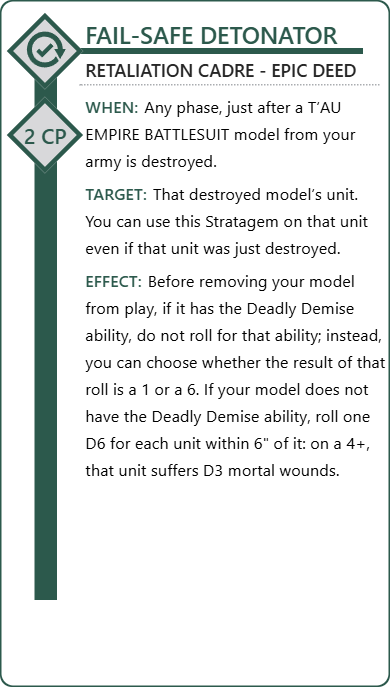 FAIL-SAFE DETONATOR
RETALIATION CADRE - EPIC DEED
2 CP
WHEN: Any phase, just after a T’AU
EMPIRE BATTLESUIT model from your
army is destroyed.
TARGET: That destroyed model’s unit.
You can use this Stratagem on that unit
even if that unit was just destroyed.
EFFECT: Before removing your model
from play, if it has the Deadly Demise
ability, do not roll for that ability; instead,
you can choose whether the result of that
roll is a 1 or a 6. If your model does not
have the Deadly Demise ability, roll one
D6 for each unit within 6" of it: on a 4+,
that unit suffers D3 mortal wounds.